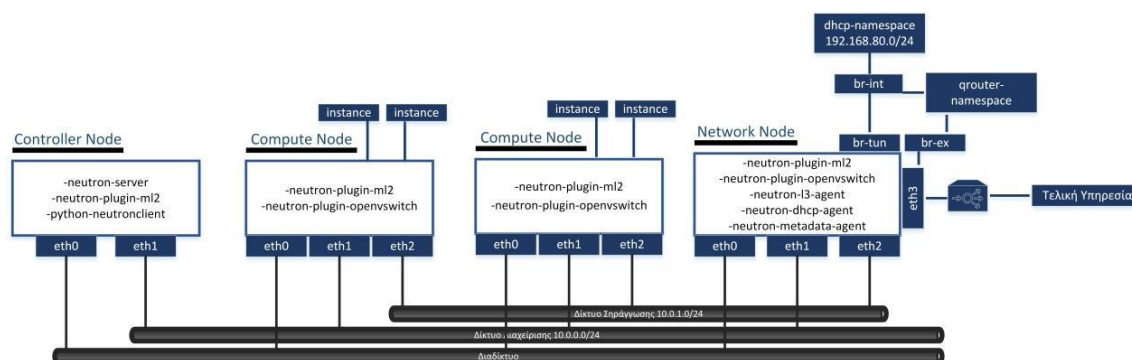 dhcp-namespace
192.168.80.0/24
br-int
qrouter-
namespace
instance
instance
instance
instance
Controller Node
Compute Node
Compute Node
Network Node
br-tun
br-ex
-neutron-server
-neutron-plugin-ml2
-python-neutronclient
-neutron-plugin-ml2
-neutron-plugin-openvswitch
-neutron-plugin-ml2
-neutron-plugin-openvswitch
-neutron-plugin-ml2
-neutron-plugin-openvswitch
-neutron-l3-agent
-neutron-dhcp-agent
-neutron-metadata-agent
eth3
Τελική Υπηρεσία
eth0
eth1
eth0
eth1
eth2
eth0
eth1
eth2
eth0
eth1
eth2
Δίκτυο Σηράγγωσης 10.0.1.0/24
Δίκτυο Διαχείρισης 10.0.0.0/24
Διαδίκτυο